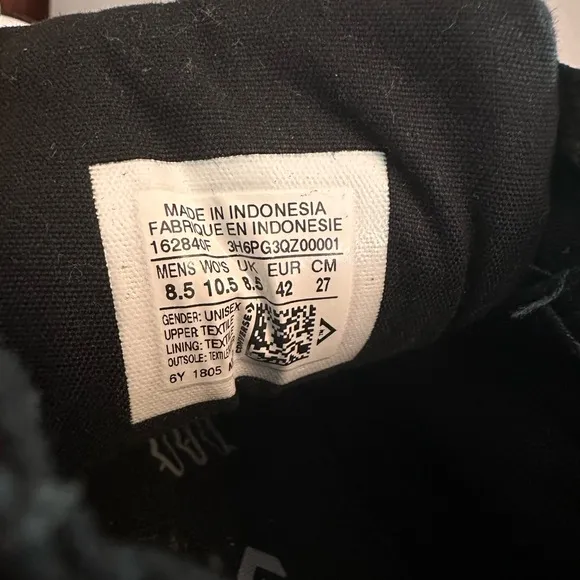 MADE IN INDONESIA
FABRIQUE EN INDONESIE
162840F 3H6PG3QZ00001
MENS WO'S UK EUR CM
8.5 10.5 8.5 42 27
GENDER: UNISEX
UPPER TEXTILE
LINING: TEXTILE
OUTSOLE: TEXTILE
CONVERSE
6Y 1805